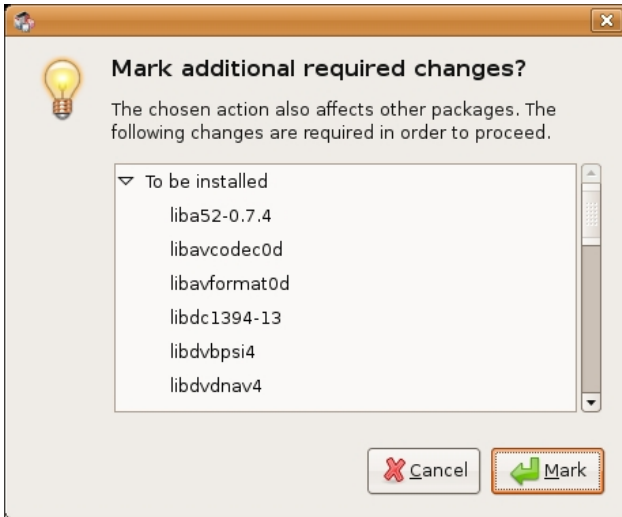 Mark additional required changes?
The chosen action also affects other packages. The
following changes are required in order to proceed.
To be installed
liba52-0.7.4
libavcodec0d
libavformat0d
libdc1394-13
libdvbpsi4
libdvdnav4
Cancel
Mark